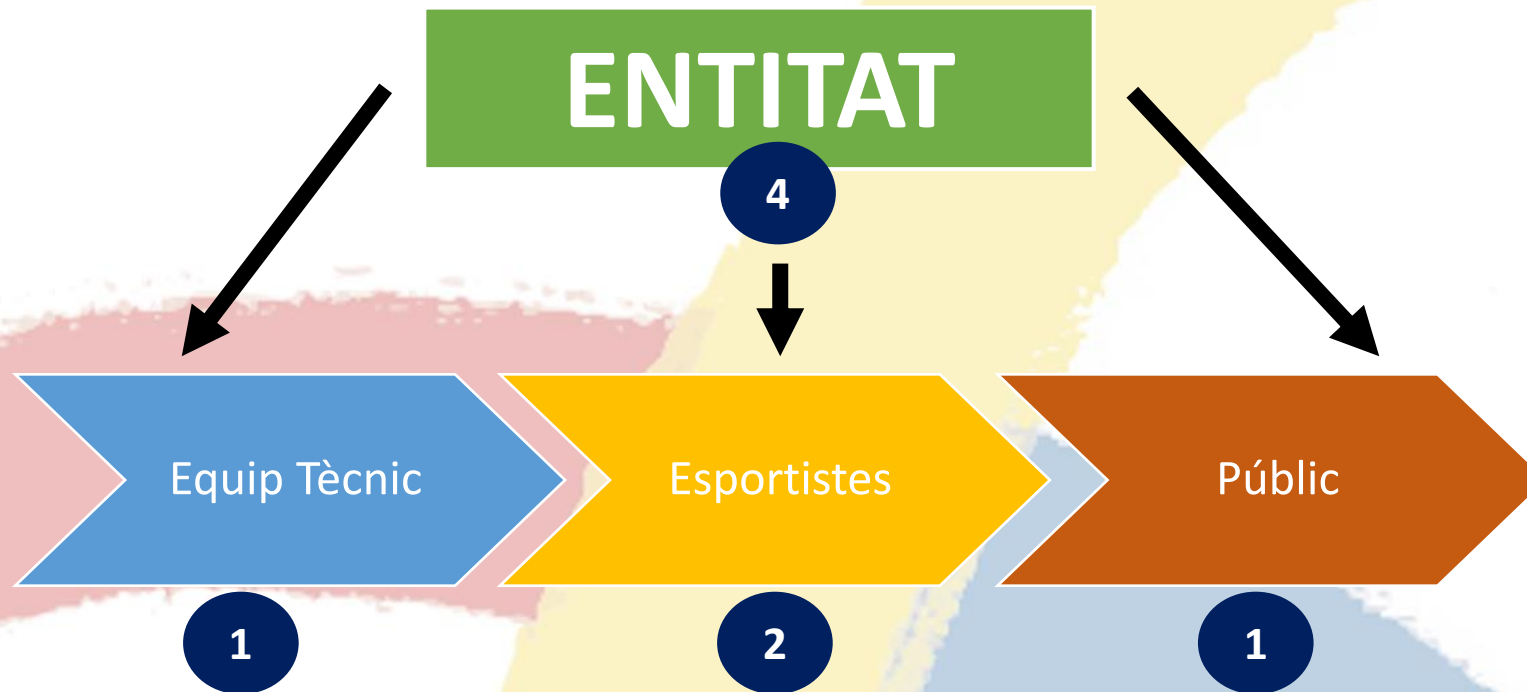 ENTITAT
4
Equip Tècnic
Esportistes
Públic
1
2
1